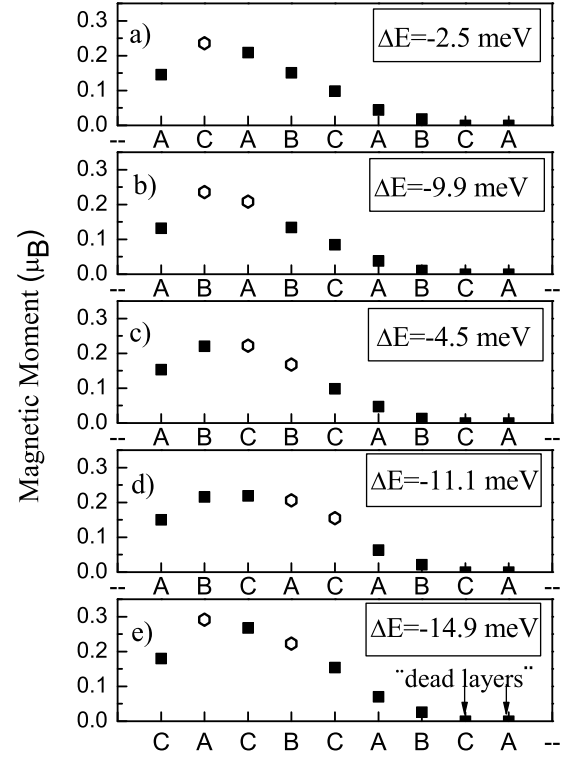 Magnetic Moment (μB)
a)
ΔE=-2.5 meV
0.3
0.2
0.1
0.0
-- A C A B C A B C A --
b)
ΔE=-9.9 meV
0.3
0.2
0.1
0.0
-- A B A B C A B C A --
c)
ΔE=-4.5 meV
0.3
0.2
0.1
0.0
-- A B C B C A B C A --
d)
ΔE=-11.1 meV
0.3
0.2
0.1
0.0
-- A B C A C A B C A --
e)
ΔE=-14.9 meV
"dead layers"
0.3
0.2
0.1
0.0
C A C B C A B C A --